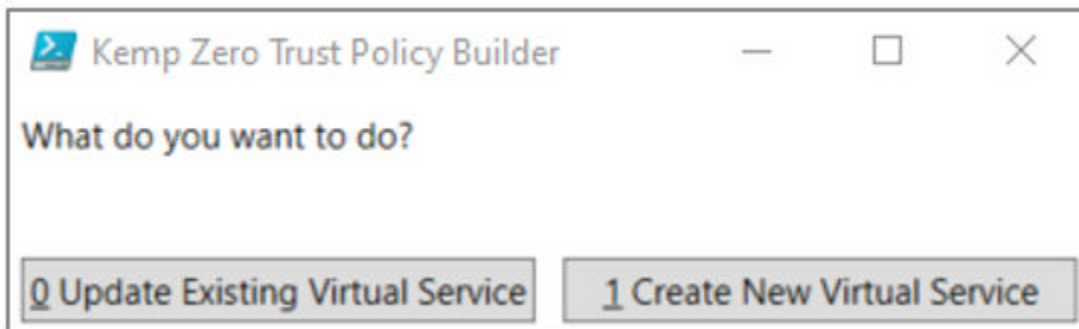 Kemp Zero Trust Policy Builder
What do you want to do?
0 Update Existing Virtual Service
1 Create New Virtual Service